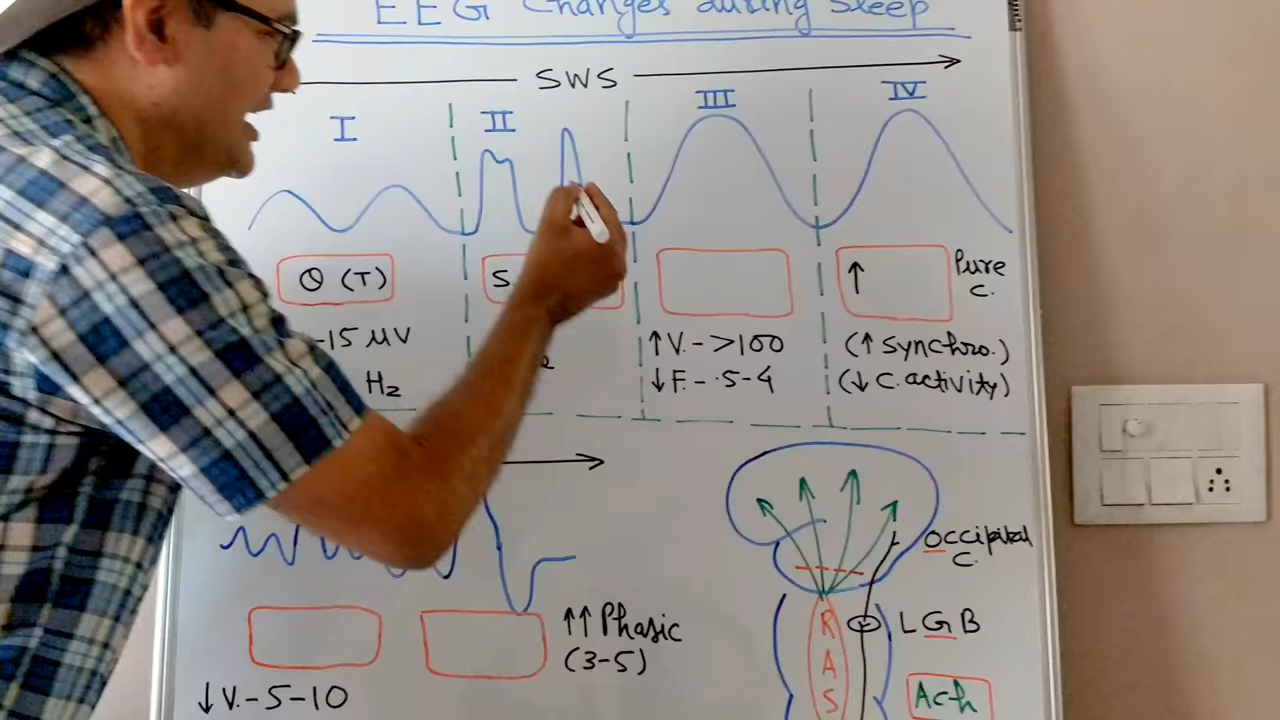 EEG Changes during Sleep
SWS
I
II
III
IV
Θ (T)
S
↑
Pure
C.
-15 μV
Hz
↑V. - >100
↓F - .5-4
(↑ Synchro.)
(↓ C. activity)
Occipital
C.
↑↑ Phasic
(3-5)
LGB
RAS
Ach
↓V. - 5-10